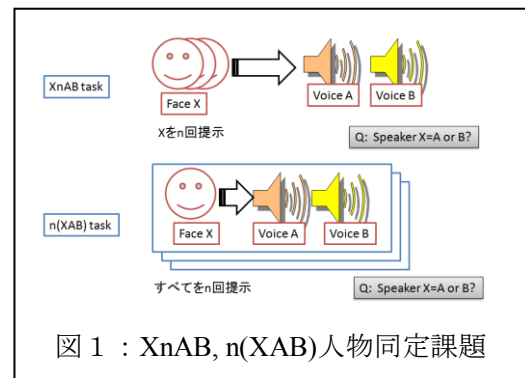 XnAB task
Face X
Voice A
Voice B
Xをn回提示
Q: Speaker X=A or B?
n(XAB) task
Face X
Voice A
Voice B
すべてをn回提示
Q: Speaker X=A or B?
図1：XnAB, n(XAB)人物同定課題